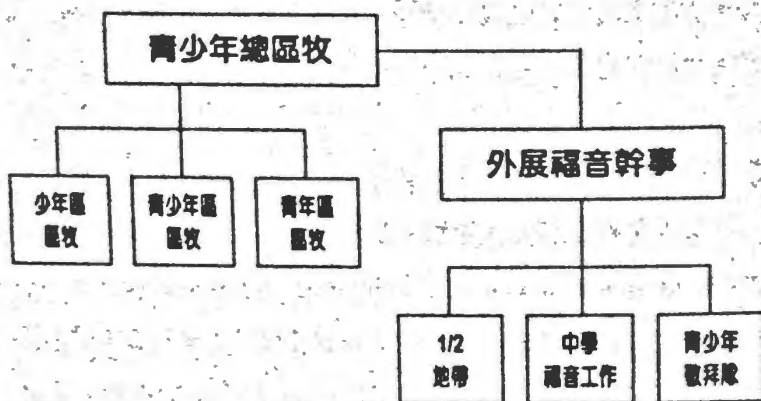 青少年總區牧
外展福音幹事
少年區
區牧
青少年區
區牧
青年區
區牧
1/2
地帶
中學
福音工作
青少年
敬拜隊